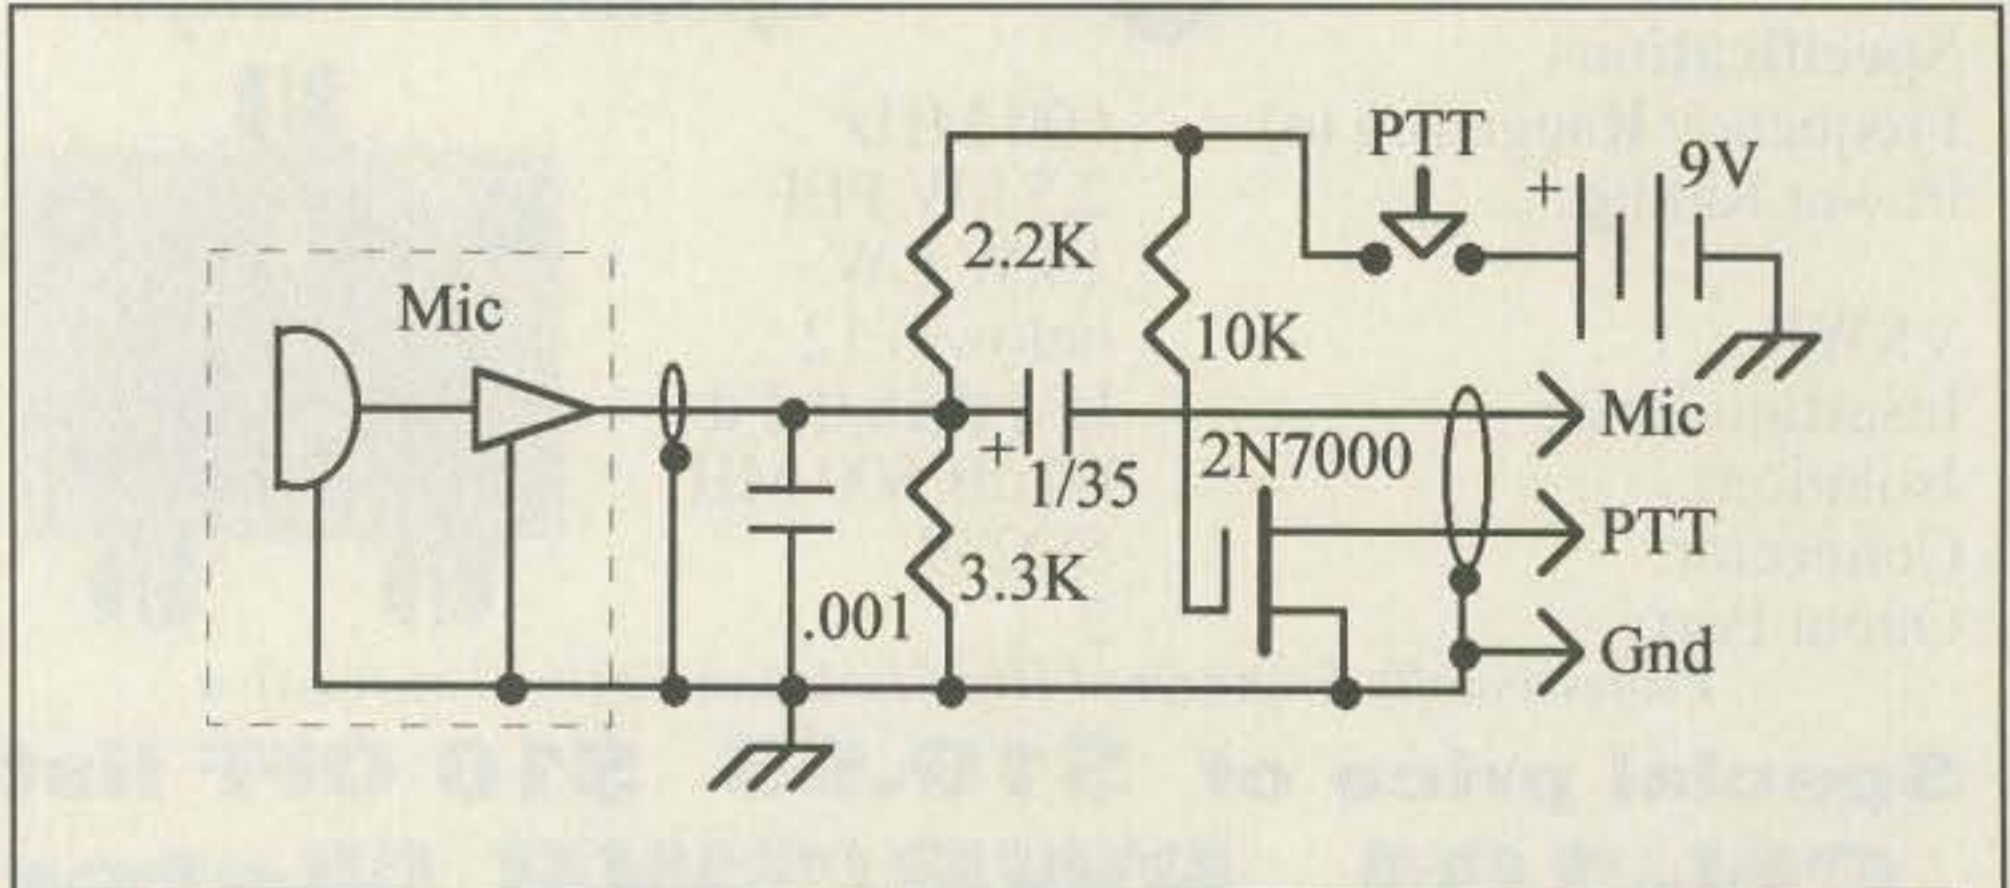 PTT
+
9V
2.2K
Mic
10K
Mic
+
1/35
2N7000
PTT
3.3K
.001
Gnd